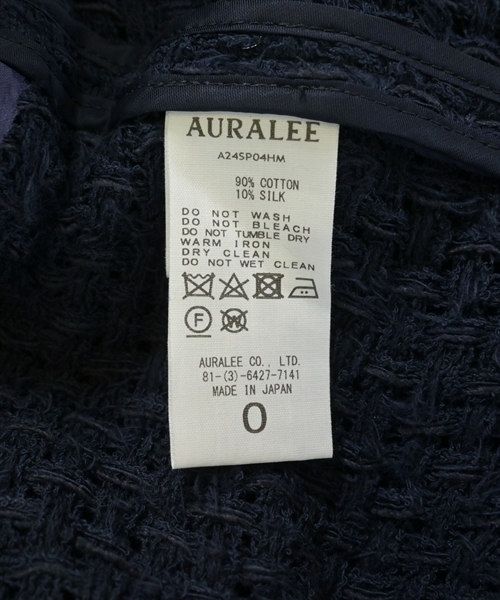 AURALEE
A24SP04HM
90% COTTON
10% SILK
DO NOT WASH
DO NOT BLEACH
DO NOT TUMBLE DRY
WARM IRON
DRY CLEAN
DO NOT WET CLEAN
F W
AURALEE CO., LTD.
81-(3)-6427-7141
MADE IN JAPAN
0